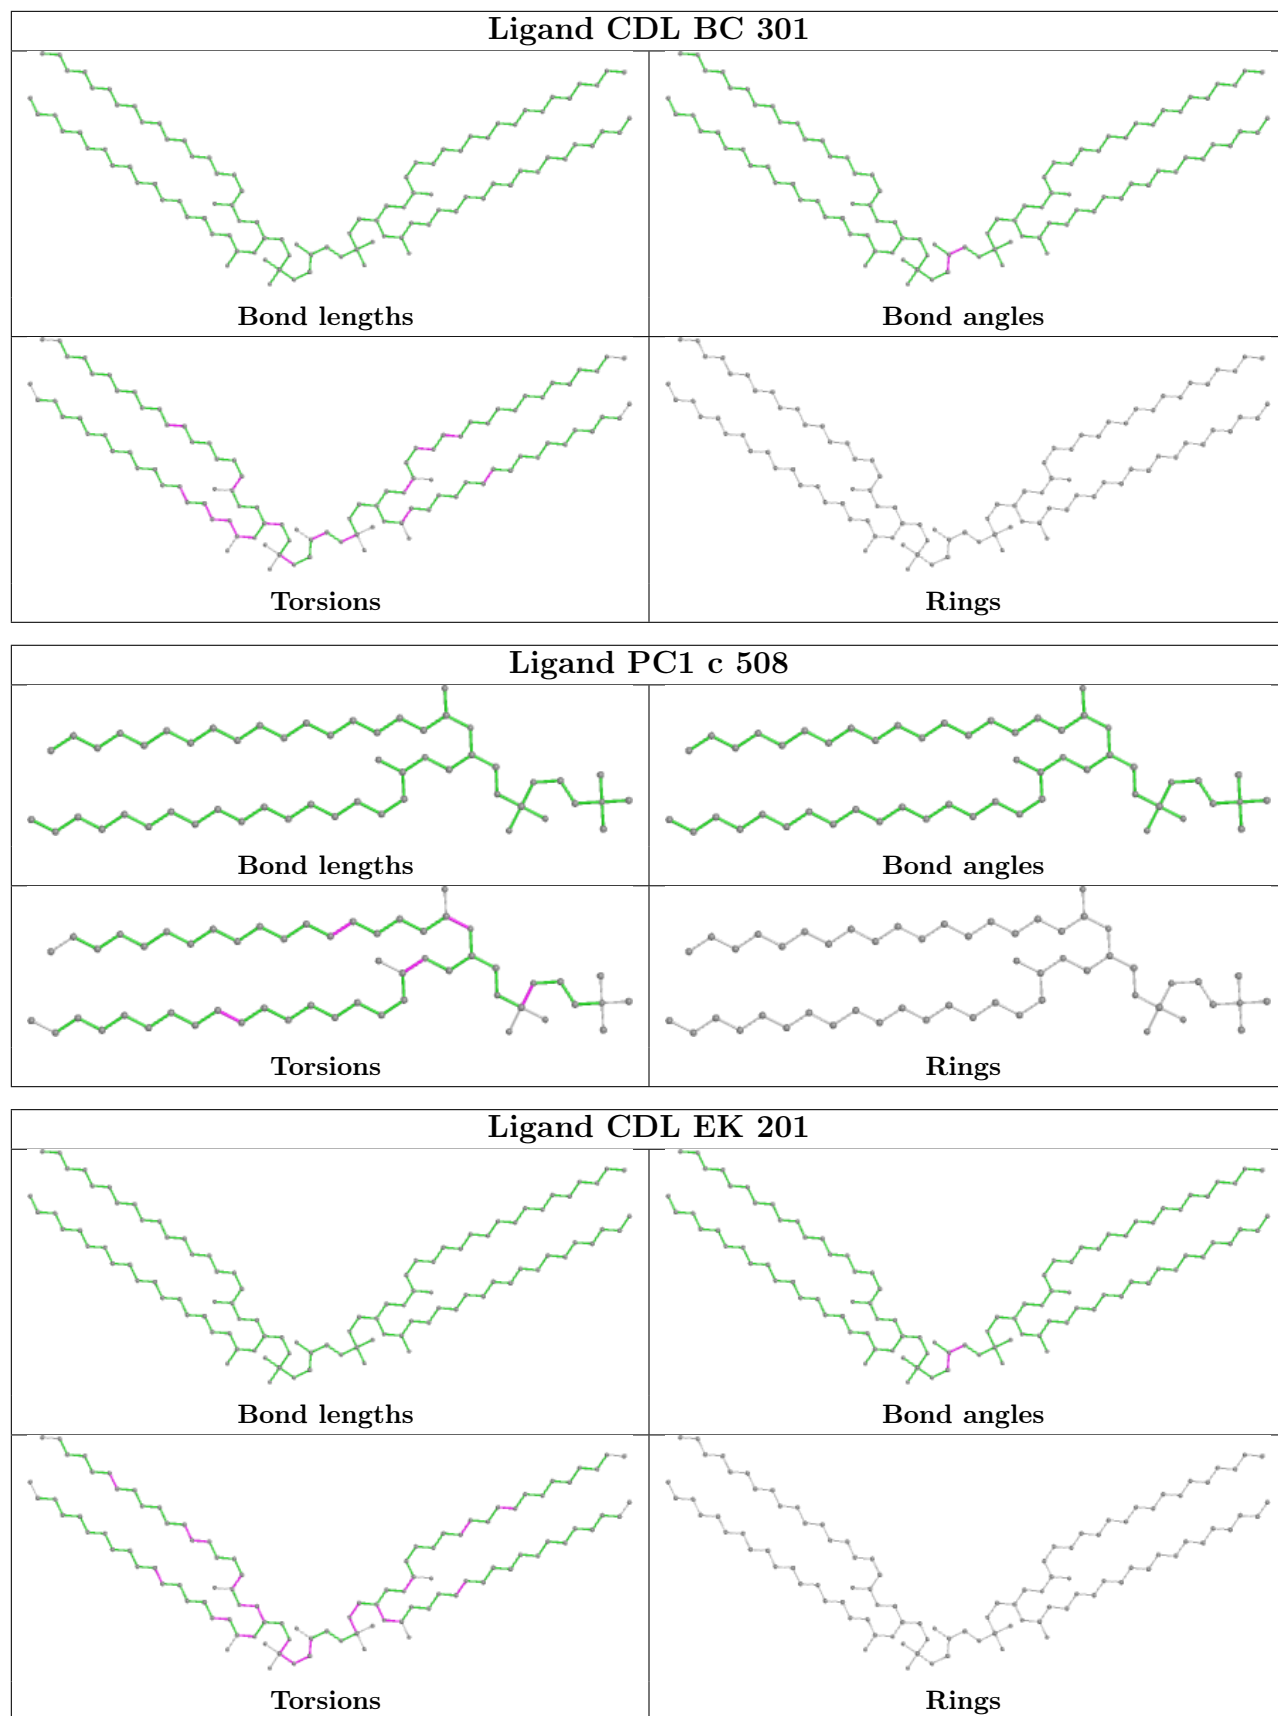 Ligand CDL BC 301
Bond lengths
Bond angles
Torsions
Rings
Ligand PC1 c 508
Bond lengths
Bond angles
Torsions
Rings
Ligand CDL EK 201
Bond lengths
Bond angles
Torsions
Rings